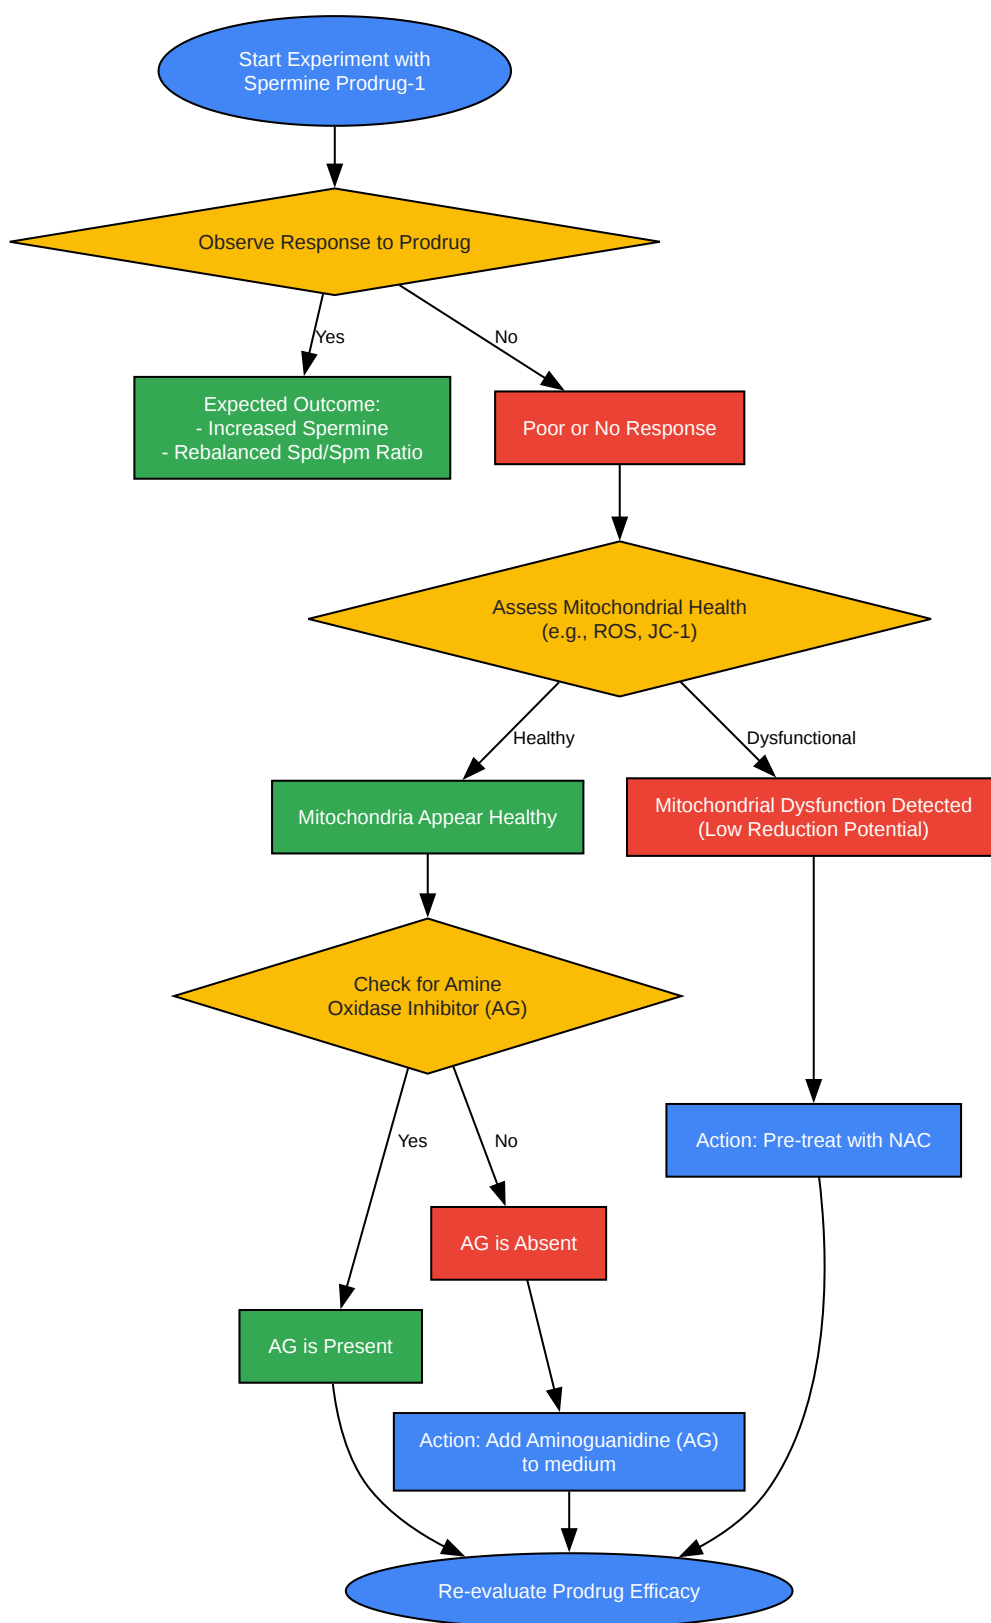 Start Experiment with
Spermine Prodrug-1
Observe Response to Prodrug
Yes
No
Expected Outcome:
- Increased Spermine
- Rebalanced Spd/Spm Ratio
Poor or No Response
Assess Mitochondrial Health
(e.g., ROS, JC-1)
Healthy
Dysfunctional
Mitochondria Appear Healthy
Mitochondrial Dysfunction Detected
(Low Reduction Potential)
Check for Amine
Oxidase Inhibitor (AG)
Yes
No
Action: Pre-treat with NAC
AG is Absent
AG is Present
Action: Add Aminoguanidine (AG)
to medium
Re-evaluate Prodrug Efficacy